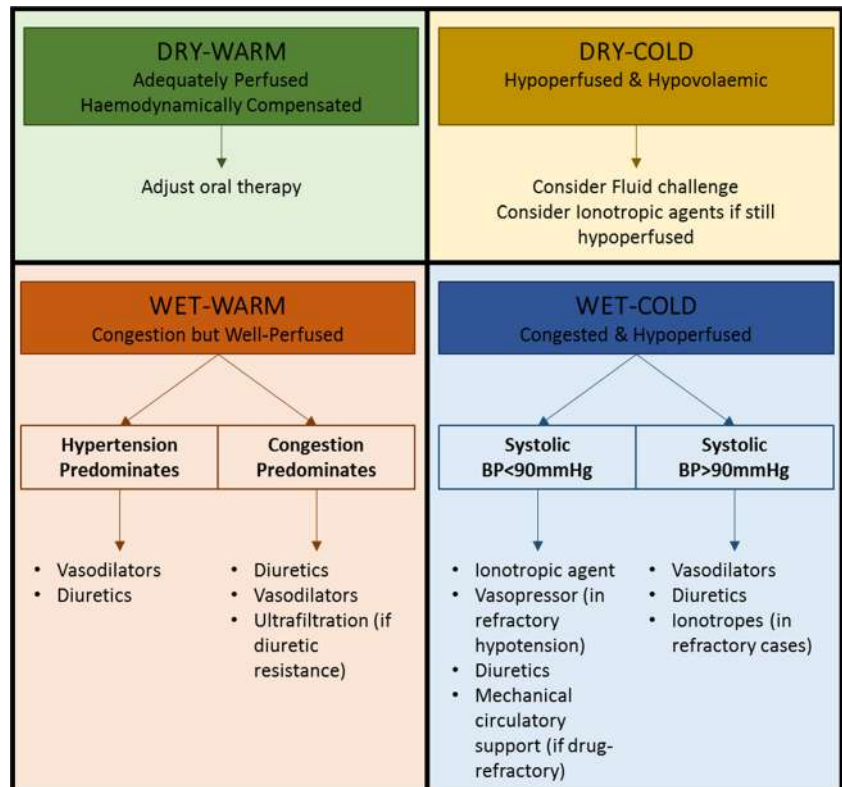 DRY-WARM
Adequately Perfused
Haemodynamically Compensated
Adjust oral therapy
DRY-COLD
Hypoperfused & Hypovolaemic
Consider Fluid challenge
Consider Ionotropic agents if still
hypoperfused
WET-WARM
Congestion but Well-Perfused
Hypertension
Predominates
• Vasodilators
• Diuretics
Congestion
Predominates
• Diuretics
• Vasodilators
• Ultrafiltration (if
diuretic
resistance)
WET-COLD
Congested & Hypoperfused
Systolic
BP<90mmHg
• Ionotropic agent
• Vasopressor (in
refractory
hypotension)
• Diuretics
• Mechanical
circulatory
support (if drug-
refractory)
Systolic
BP>90mmHg
• Vasodilators
• Diuretics
• Ionotropes (in
refractory cases)